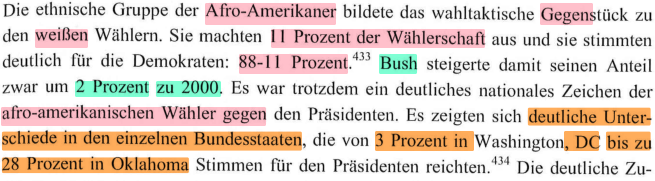 Die ethnische Gruppe der Afro-Amerikaner bildete das wahltaktische Gegenstück zu
den weißen Wählern. Sie machten 11 Prozent der Wählerschaft aus und sie stimmten
deutlich für die Demokraten: 88-11 Prozent.⁴³³ Bush steigerte damit seinen Anteil
zwar um 2 Prozent zu 2000. Es war trotzdem ein deutliches nationales Zeichen der
afro-amerikanischen Wähler gegen den Präsidenten. Es zeigten sich deutliche Unter-
schiede in den einzelnen Bundesstaaten, die von 3 Prozent in Washington, DC bis zu
28 Prozent in Oklahoma Stimmen für den Präsidenten reichten.⁴³⁴ Die deutliche Zu-